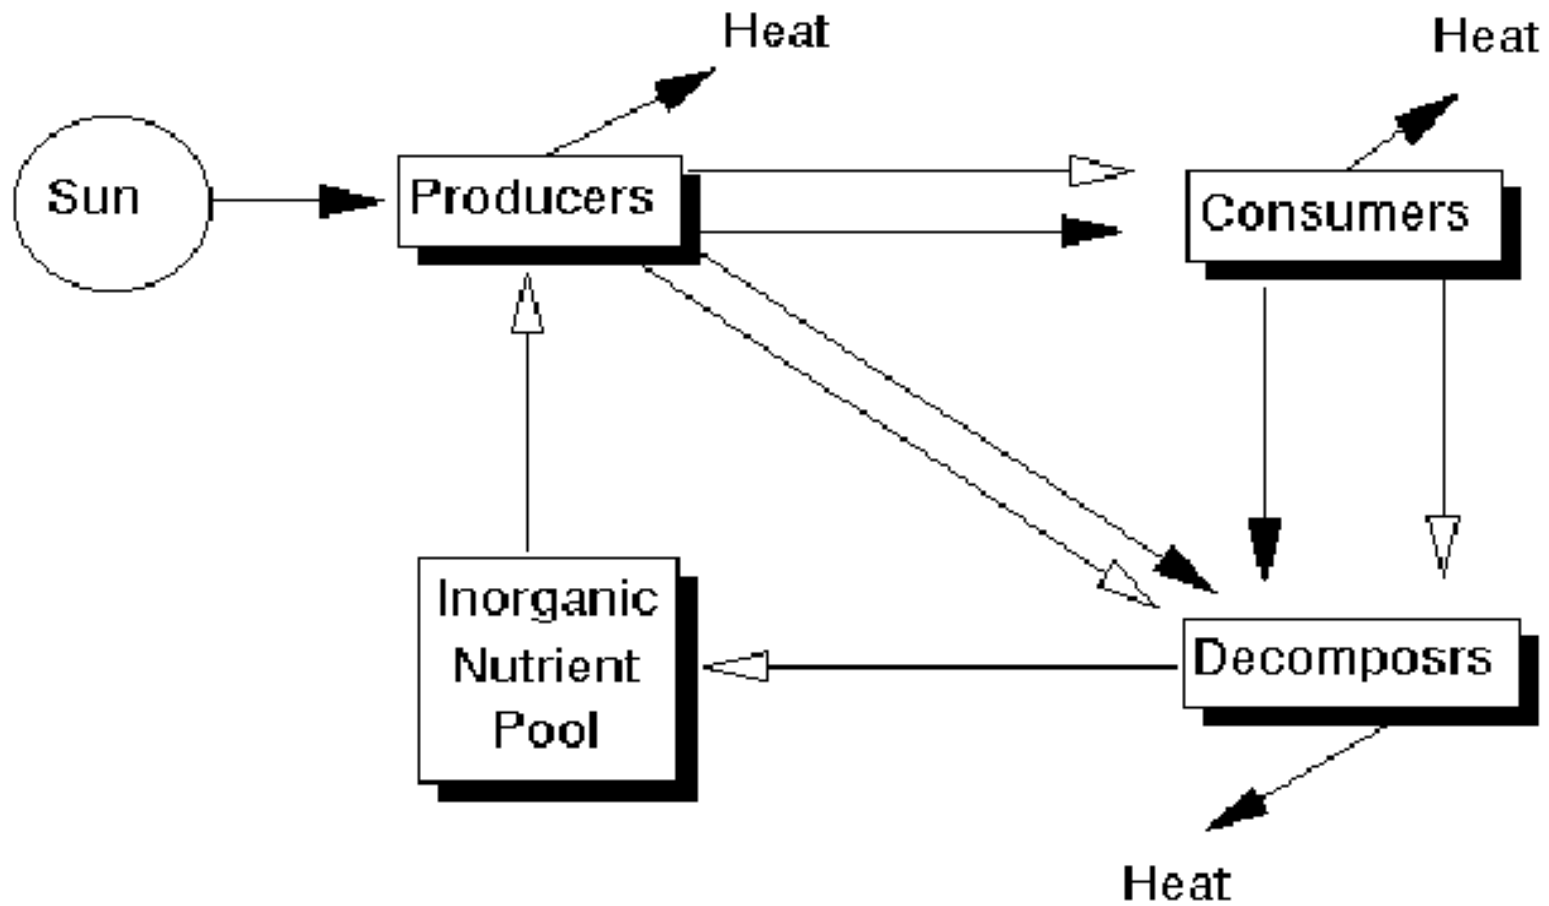 Heat
Heat
Sun
Producers
Consumers
Inorganic
Nutrient
Pool
Decomposrs
Heat